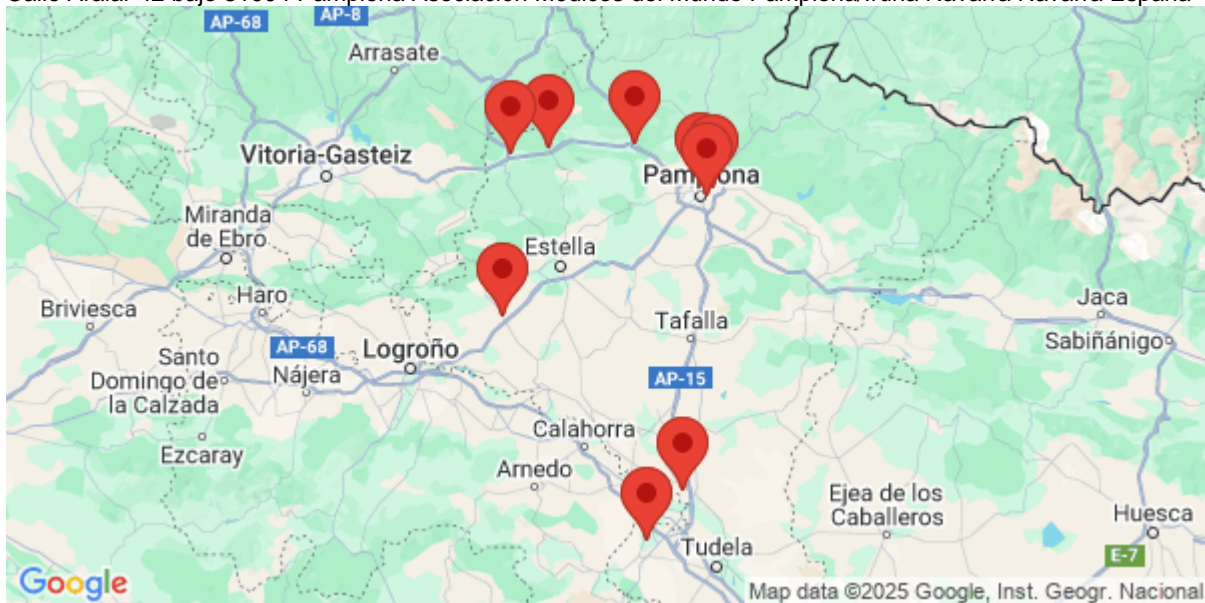 AP-68
AP-8
Arrasate
Vitoria-Gasteiz
Pamplona
Miranda
de Ebro
Estella
Haro
Briviesca
Jaca
Tafalla
Sabiñánigo
AP-68
Logroño
Santo
Domingo de
la Calzada
Nájera
AP-15
Calahorra
Ezcaray
Arnedo
Ejea de los
Caballeros
Huesca
Tudela
E-7
Google
Map data ©2025 Google, Inst. Geogr. Nacional